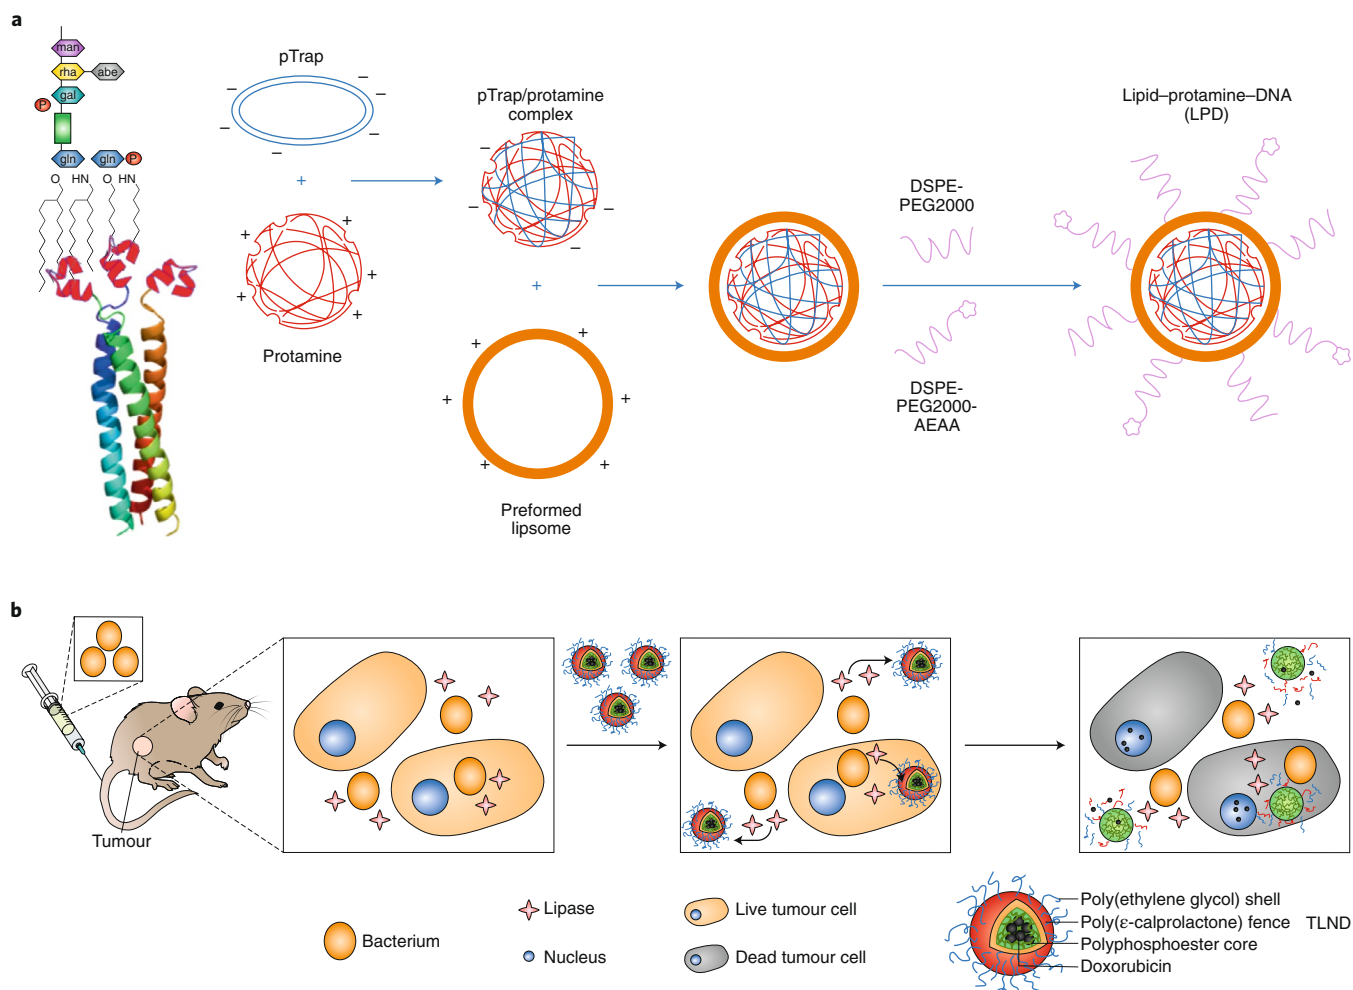 a
man
rha abe
gal
P
gln gln P
O HN O HN
pTrap
– – – – – –
+
Protamine
+ + + + +
pTrap/protamine
complex
– – – –
+
Preformed
lipsome
+ + + + + +
DSPE-
PEG2000
DSPE-
PEG2000-
AEAA
Lipid–protamine–DNA
(LPD)
b
Tumour
Bacterium
Lipase
Nucleus
Live tumour cell
Dead tumour cell
Poly(ethylene glycol) shell
Poly(ε-calprolactone) fence TLND
Polyphosphoester core
Doxorubicin